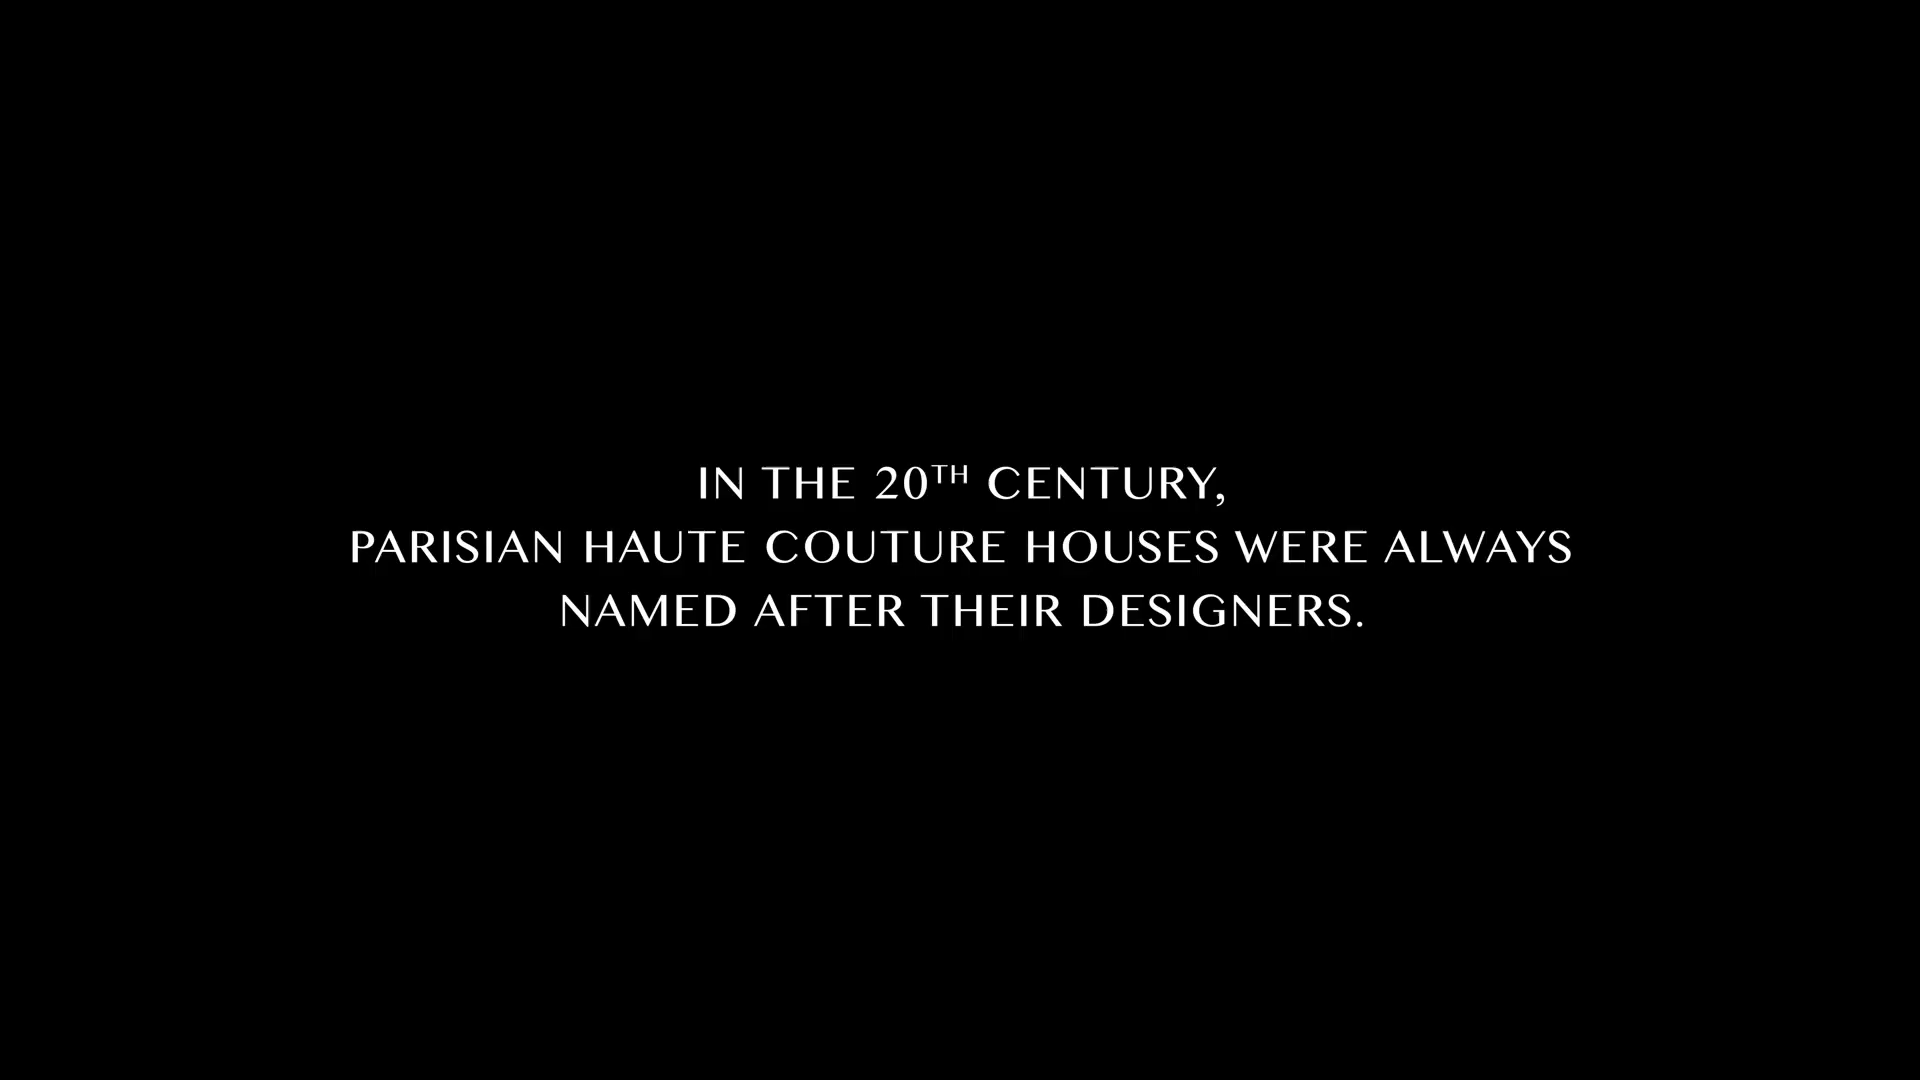 IN THE 20TH CENTURY,
PARISIAN HAUTE COUTURE HOUSES WERE ALWAYS
NAMED AFTER THEIR DESIGNERS.